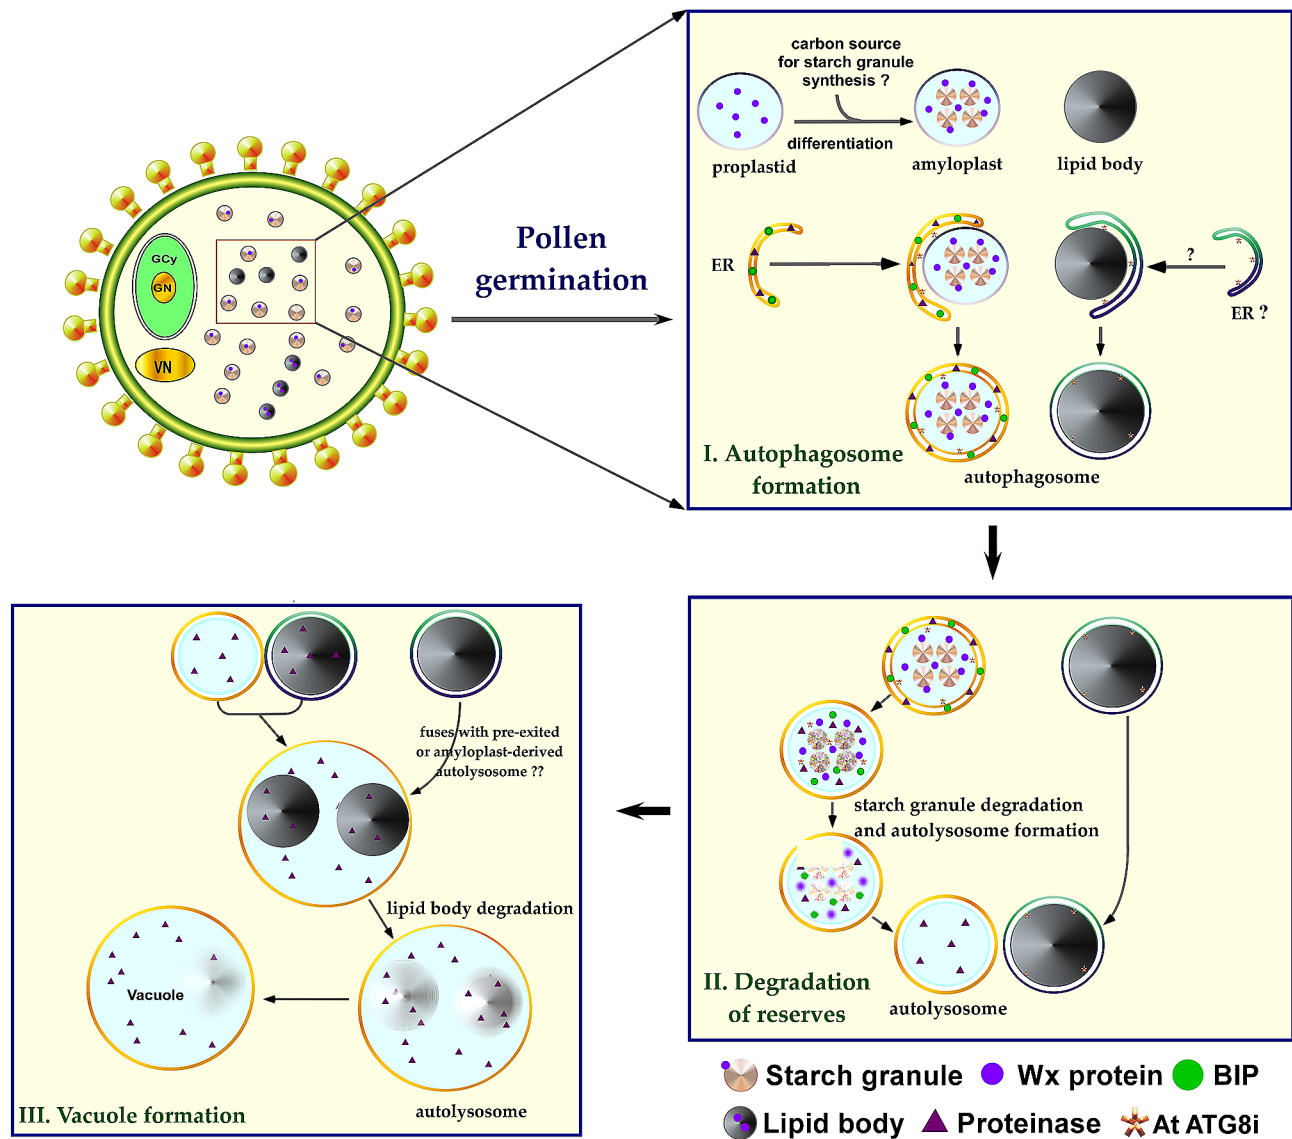 carbon source
for starch granule
synthesis ?
differentiation
proplastid
amyloplast
lipid body
GCy
GN
VN
Pollen
germination
ER
?
ER ?
I. Autophagosome
formation
autophagosome
fuses with pre-exited
or amyloplast-derived
autolysosome ??
lipid body degradation
Vacuole
autolysosome
III. Vacuole formation
starch granule degradation
and autolysosome formation
autolysosome
II. Degradation
of reserves
Starch granule
Wx protein
BIP
Lipid body
Proteinase
At ATG8i